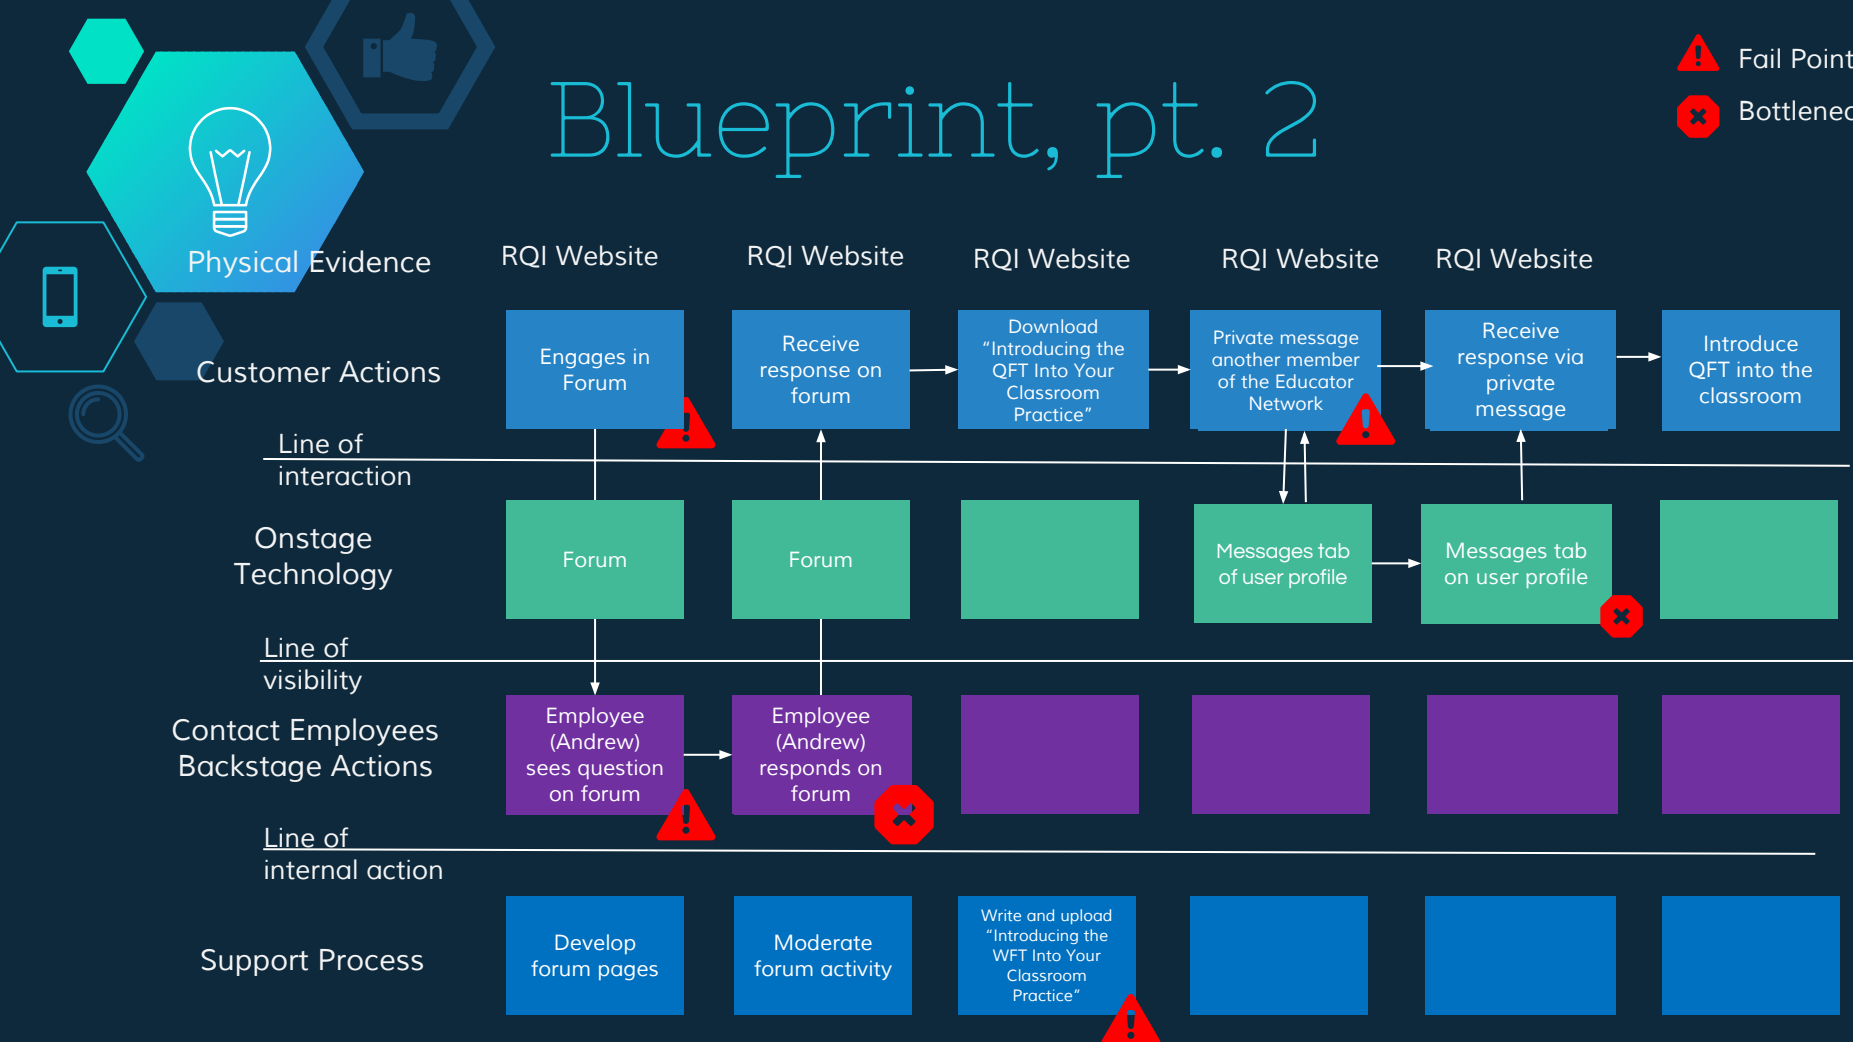 Fail Point
Bottlenec
Blueprint, pt. 2
Physical Evidence
RQI Website
RQI Website
RQI Website
RQI Website
RQI Website
Customer Actions
Engages in
Forum
Receive
response on
forum
Download
“Introducing the
QFT Into Your
Classroom
Practice”
Private message
another member
of the Educator
Network
Receive
response via
private
message
Introduce
QFT into the
classroom
Line of
interaction
Onstage
Technology
Forum
Forum
Messages tab
of user profile
Messages tab
on user profile
Line of
visibility
Contact Employees
Backstage Actions
Employee
(Andrew)
sees question
on forum
Employee
(Andrew)
responds on
forum
Line of
internal action
Support Process
Develop
forum pages
Moderate
forum activity
Write and upload
“Introducing the
WFT Into Your
Classroom
Practice”